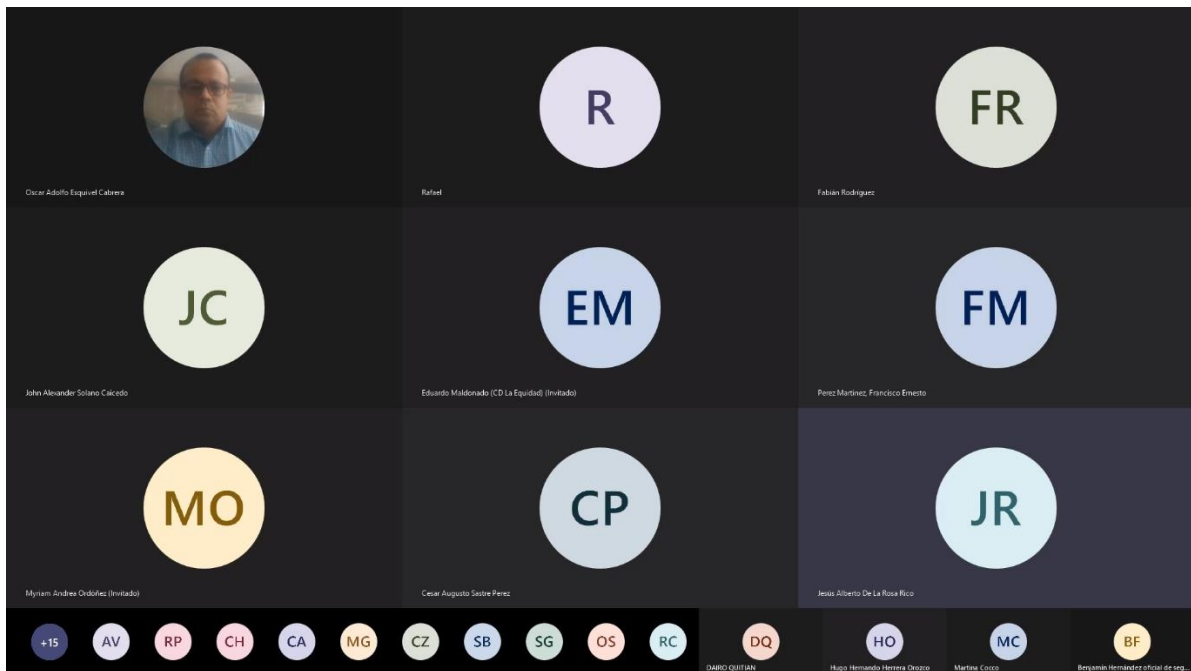 R
FR
Oscar Adolfo Esquivel Cabrera
Rafael
Fabián Rodríguez
JC
EM
FM
John Alexander Solano Caicedo
Eduardo Maldonado (CD La Equidad) (Invitado)
Perez Martinez, Francisco Ernesto
MO
CP
JR
Myriam Andrea Ordóñez (Invitado)
Cesar Augusto Sastre Perez
Jesús Alberto De La Rosa Rico
+15 AV RP CH CA MG CZ SB SG OS RC DQ HO MC BF
DAIRO QUITIAN
Hugo Hernando Herrera Orozco
Martina Cocco
Benjamín Hernández oficial de seg...